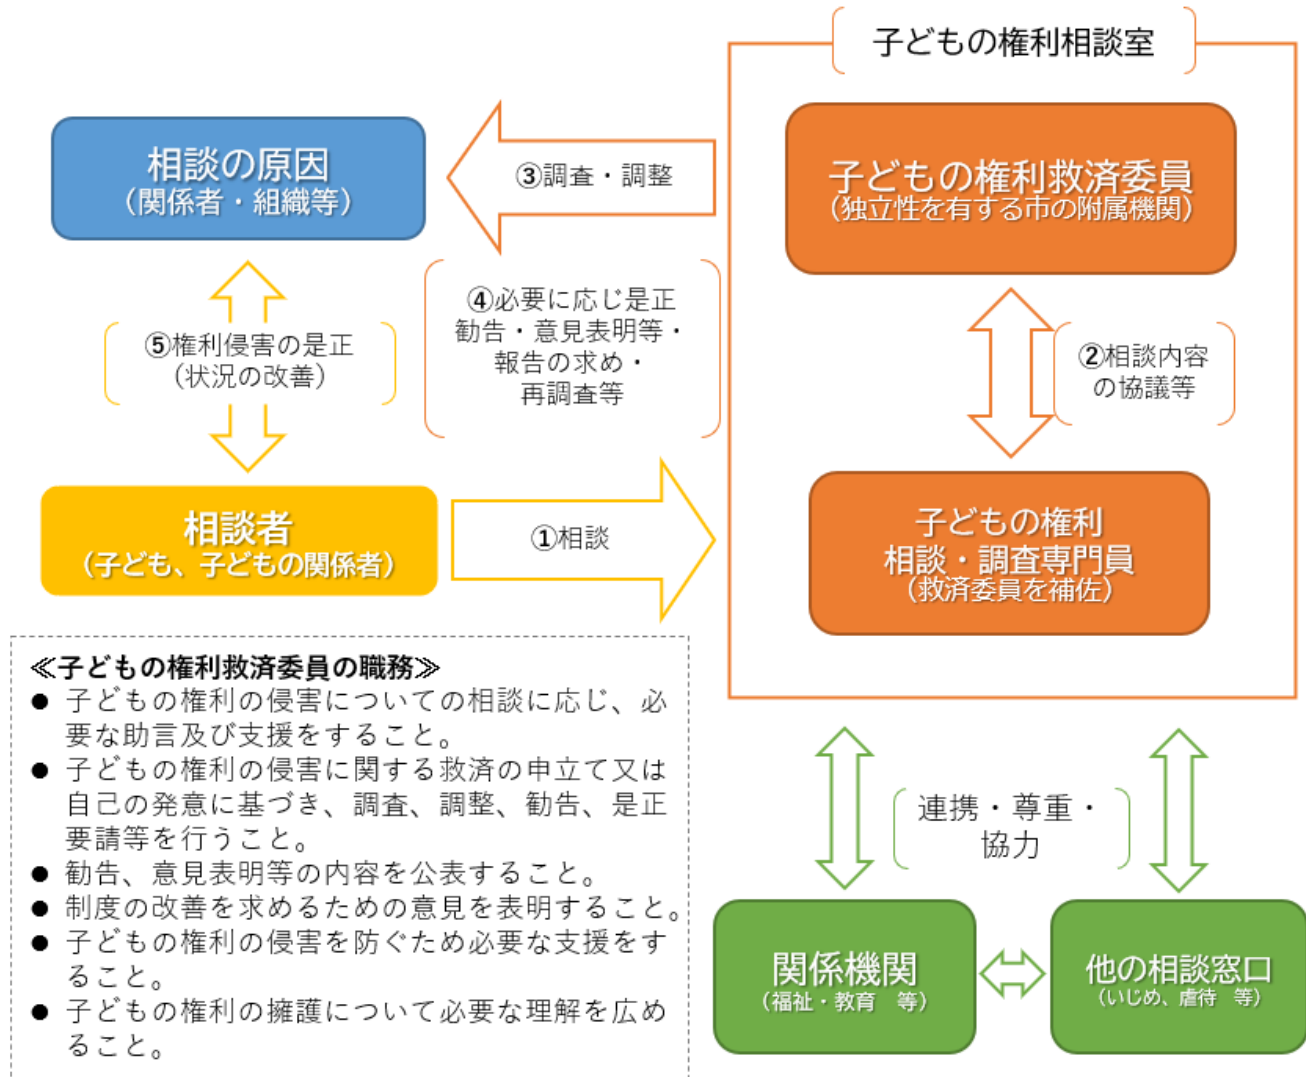 子どもの権利相談室
相談の原因
（関係者・組織等）
③調査・調整
子どもの権利救済委員
（独立性を有する市の附属機関）
④必要に応じ是正
勧告・意見表明等・
報告の求め・
再調査等
⑤権利侵害の是正
（状況の改善）
②相談内容
の協議等
相談者
（子ども、子どもの関係者）
①相談
子どもの権利
相談・調査専門員
（救済委員を補佐）
≪子どもの権利救済委員の職務≫
● 子どもの権利の侵害についての相談に応じ、必
要な助言及び支援をすること。
● 子どもの権利の侵害に関する救済の申立て又は
自己の発意に基づき、調査、調整、勧告、是正
要請等を行うこと。
● 勧告、意見表明等の内容を公表すること。
● 制度の改善を求めるための意見を表明すること。
● 子どもの権利の侵害を防ぐため必要な支援をす
ること。
● 子どもの権利の擁護について必要な理解を広め
ること。
連携・尊重・
協力
関係機関
（福祉・教育　等）
他の相談窓口
（いじめ、虐待　等）